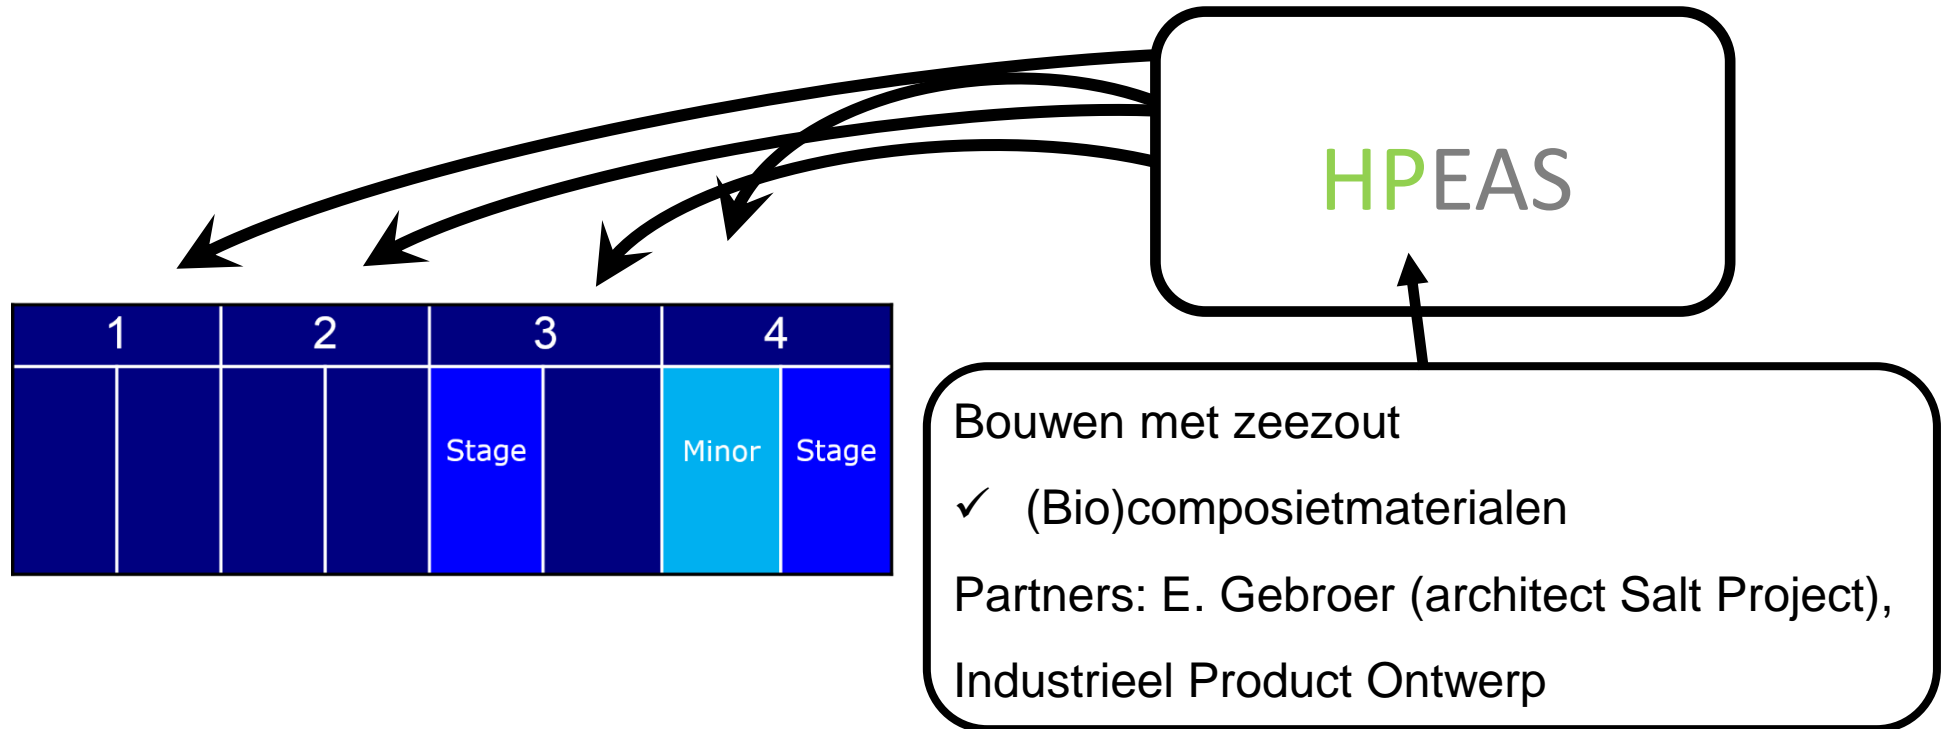 HPEAS
1 2 3 4
Stage Minor Stage
Bouwen met zeezout
✓ (Bio)composietmaterialen
Partners: E. Gebroer (architect Salt Project),
Industrieel Product Ontwerp